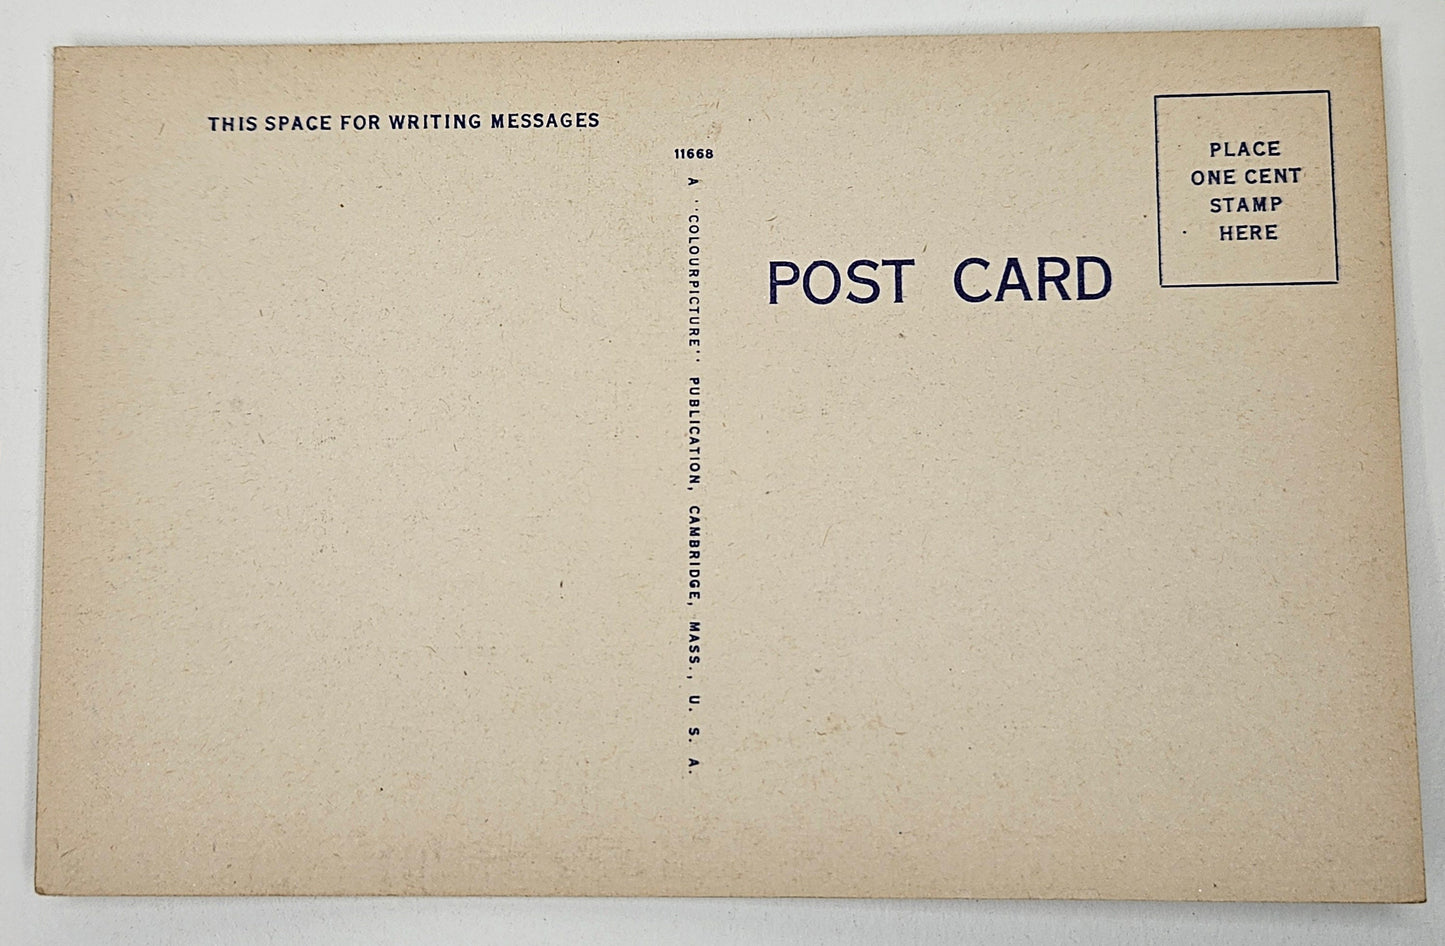 THIS SPACE FOR WRITING MESSAGES
11668
A "COLOURPICTURE" PUBLICATION, CAMBRIDGE, MASS., U. S. A.
POST CARD
PLACE
ONE CENT
STAMP
HERE